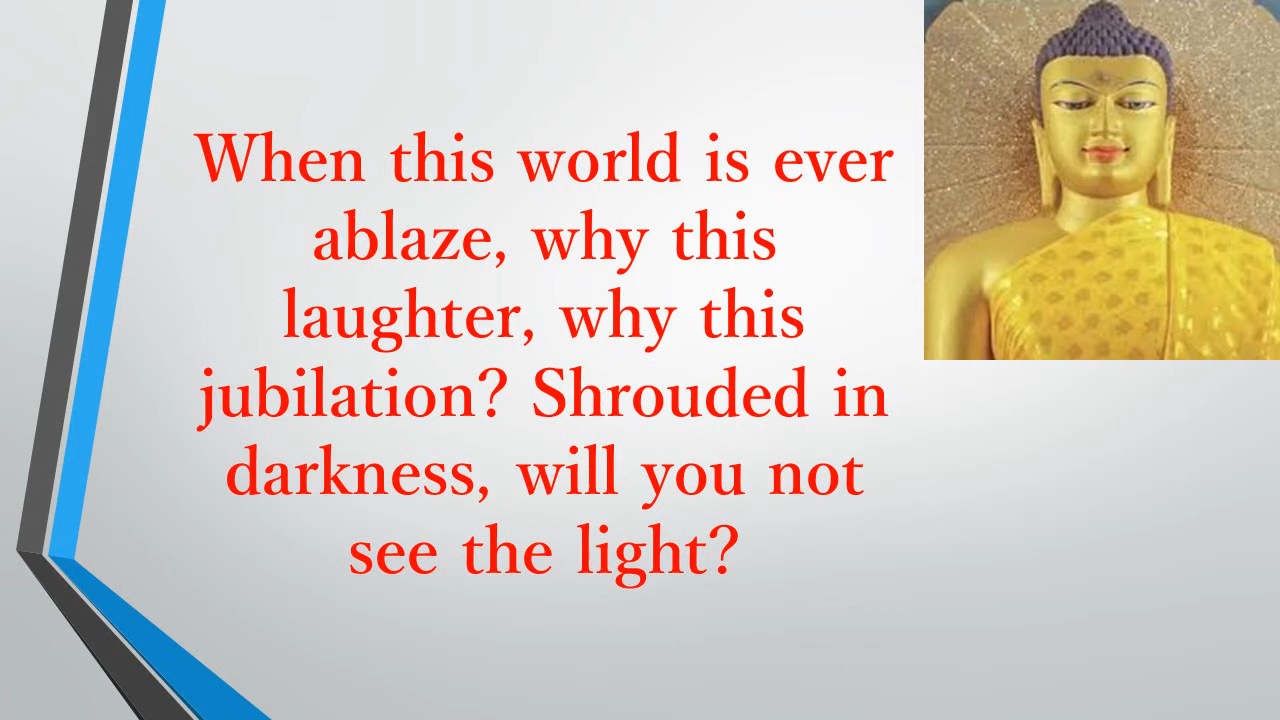 When this world is ever
ablaze, why this
laughter, why this
jubilation? Shrouded in
darkness, will you not
see the light?